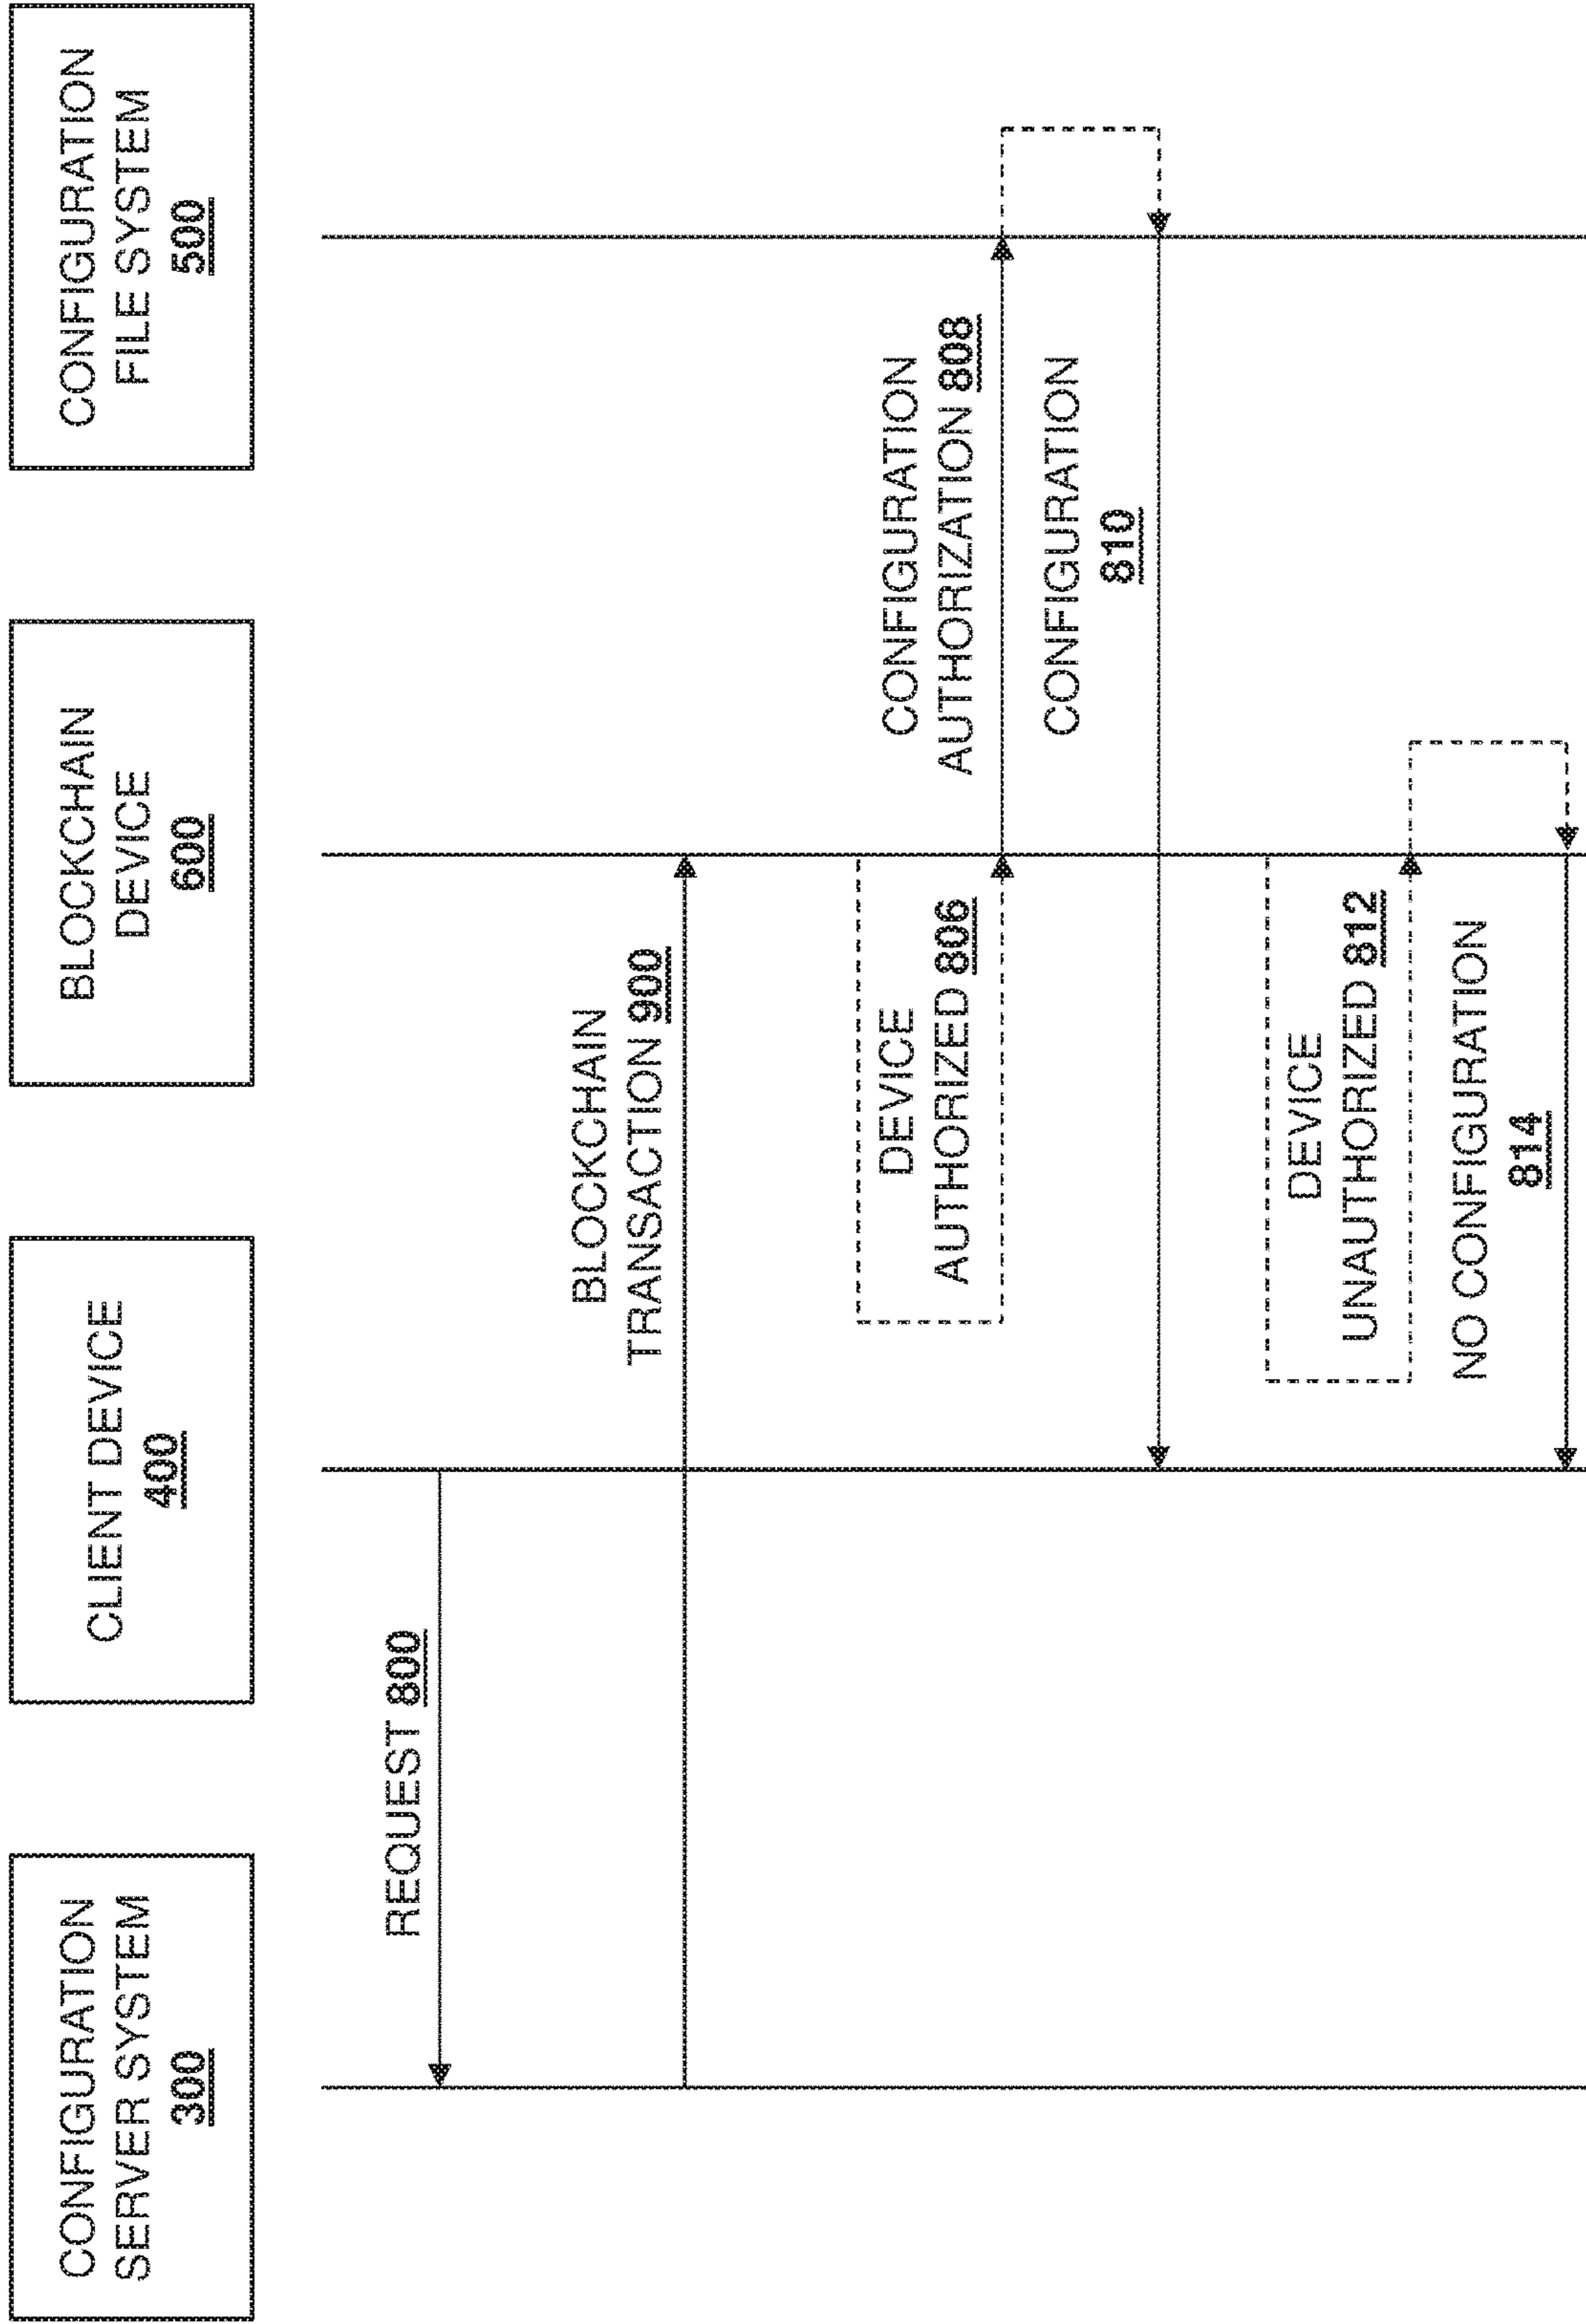 CONFIGURATION
SERVER SYSTEM
300
CLIENT DEVICE
400
BLOCKCHAIN
DEVICE
600
CONFIGURATION
FILE SYSTEM
500
REQUEST 800
BLOCKCHAIN
TRANSACTION 900
DEVICE
AUTHORIZED 806
CONFIGURATION
AUTHORIZATION 808
CONFIGURATION
810
DEVICE
UNAUTHORIZED 812
NO CONFIGURATION
814